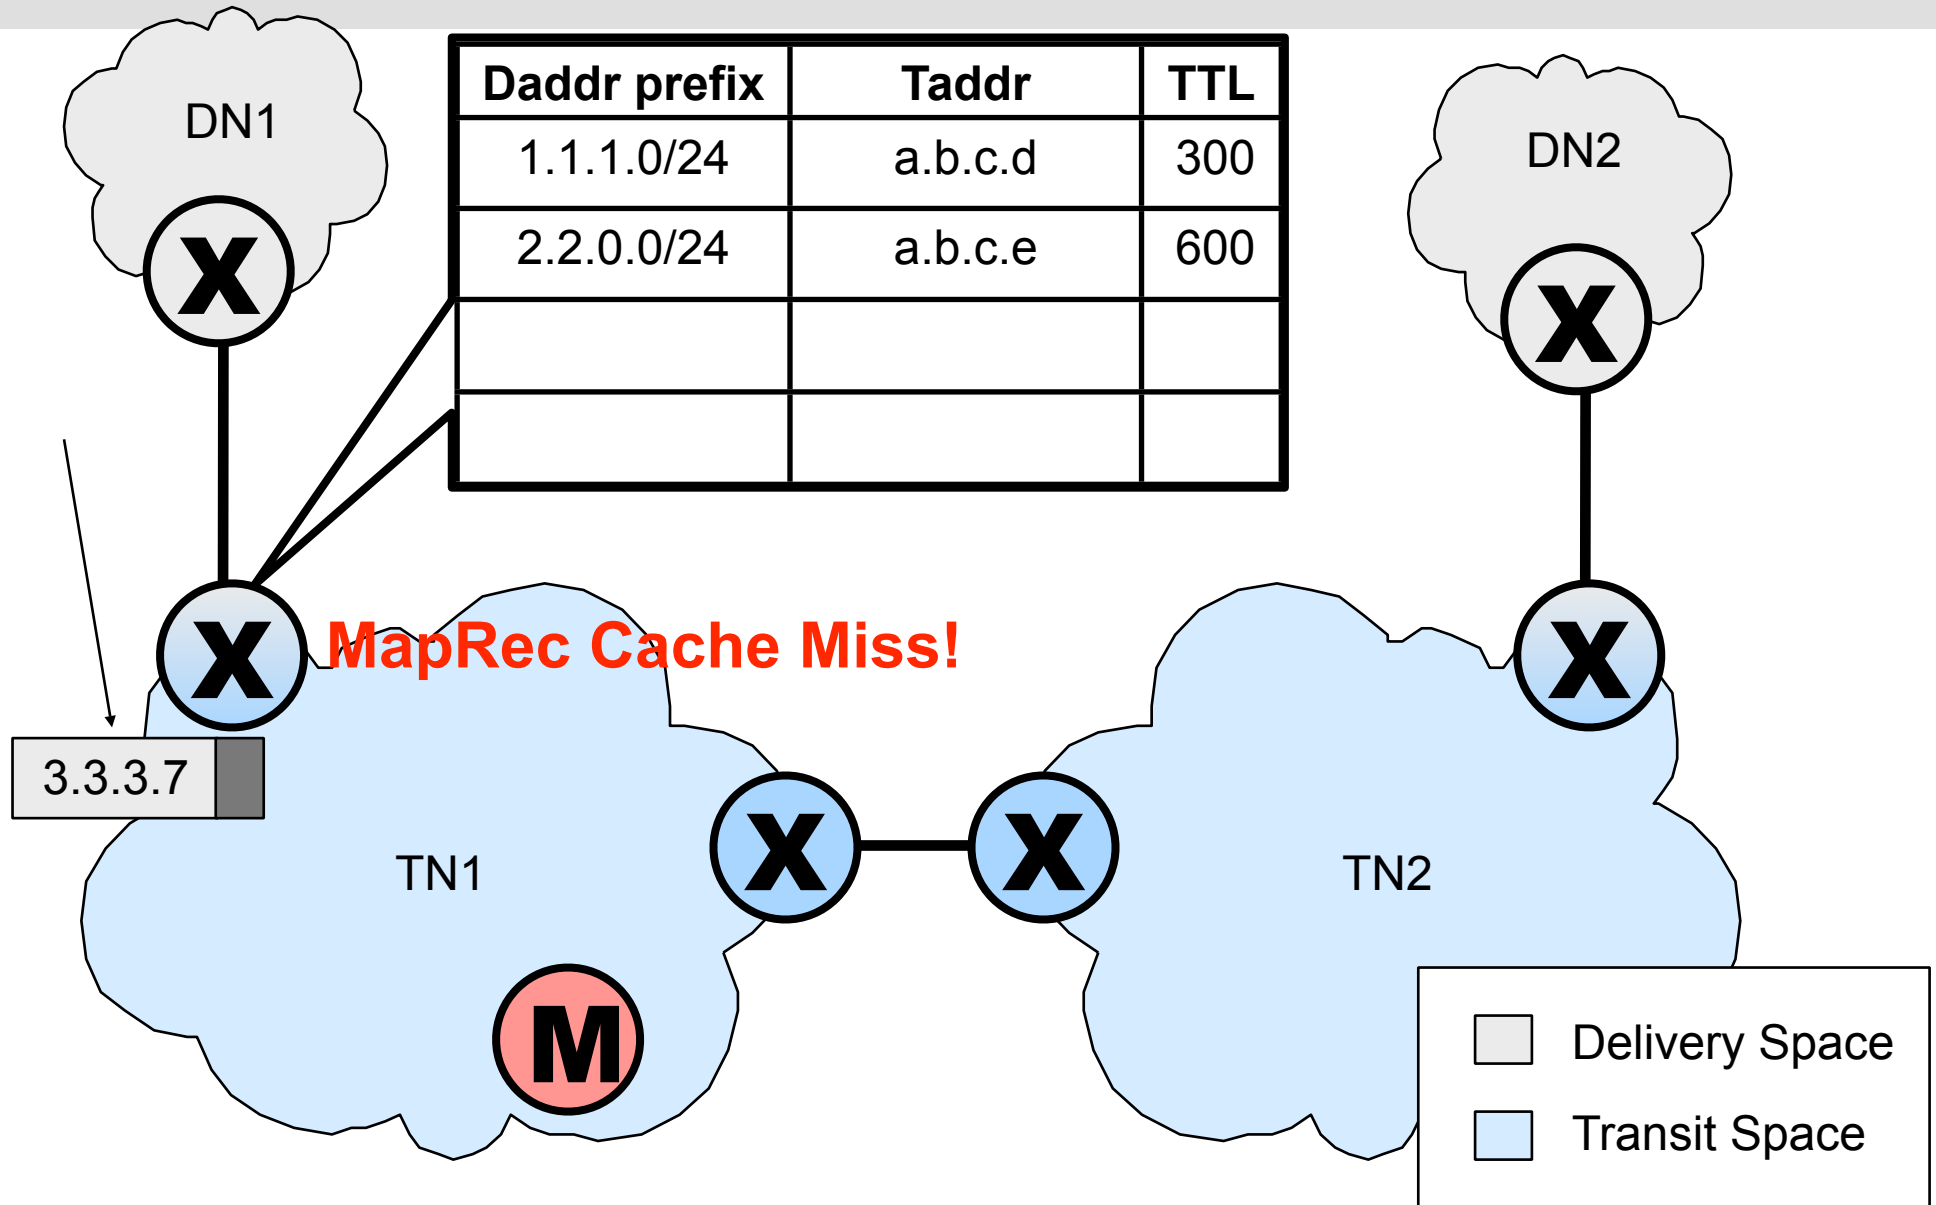 DN1
Daddr prefix Taddr TTL
1.1.1.0/24 a.b.c.d 300
2.2.0.0/24 a.b.c.e 600
DN2
X
X
X
MapRec Cache Miss!
X
3.3.3.7
X
X
TN1
TN2
M
Delivery Space
Transit Space